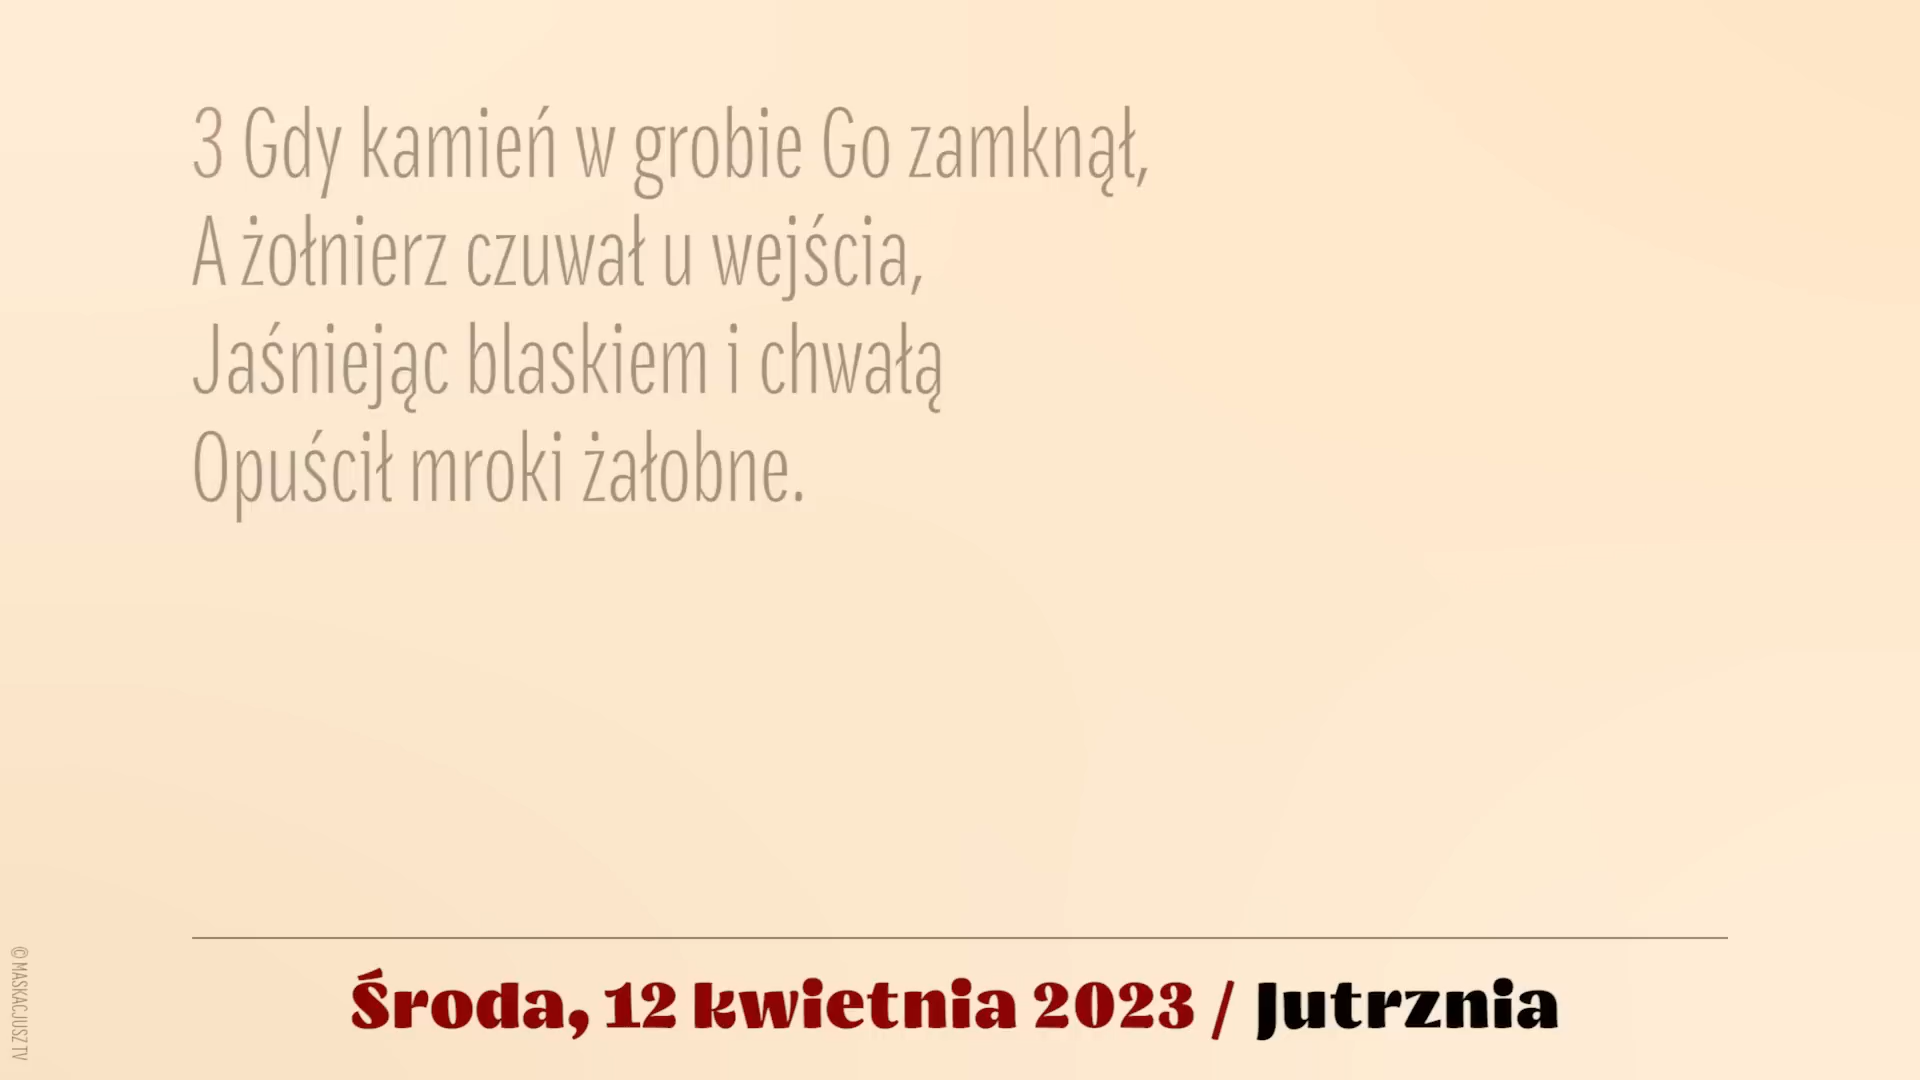 3 Gdy kamień w grobie Go zamknął,
A żołnierz czuwał u wejścia,
Jaśniejąc blaskiem i chwałą
Opuścił mroki żałobne.
Środa, 12 kwietnia 2023 / Jutrznia
© MASKACJUSZ TV